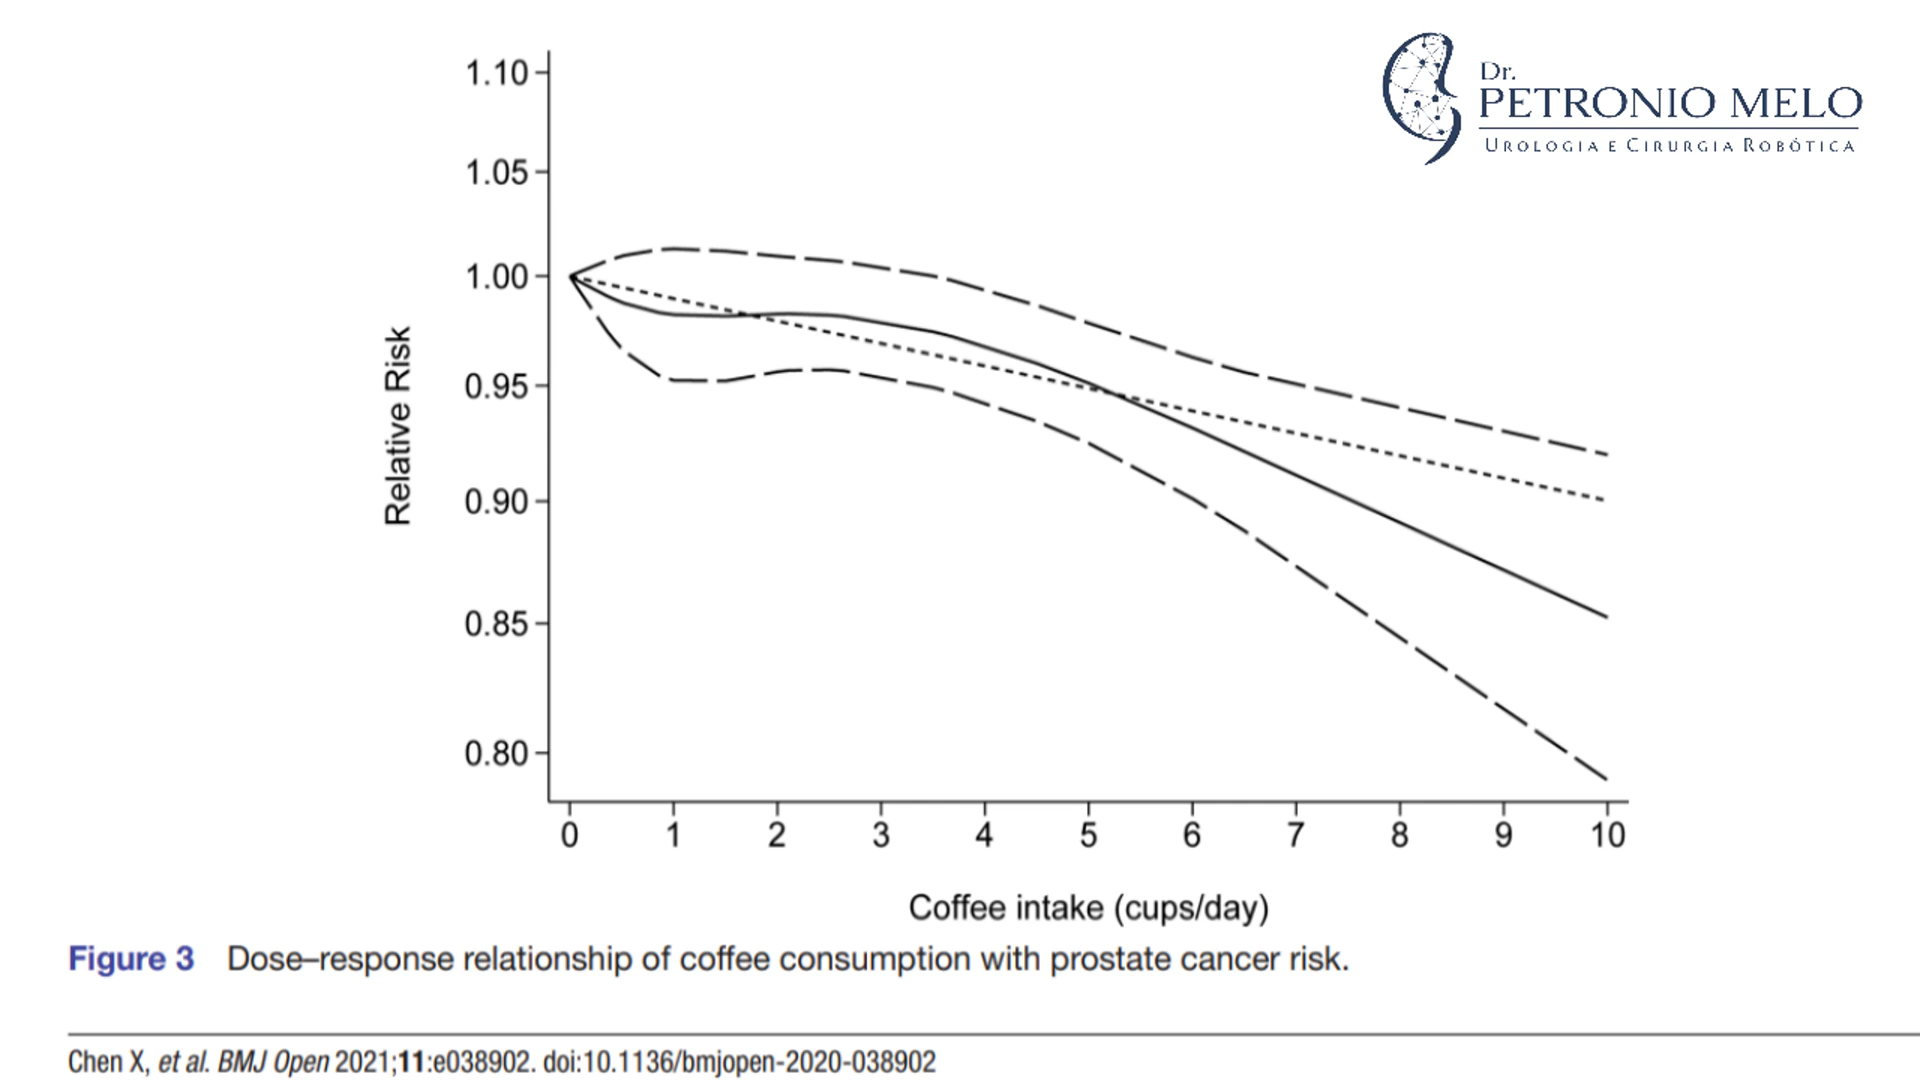 Dr.
PETRONIO MELO
UROLOGIA E CIRURGIA ROBÓTICA
1.10
1.05
1.00
0.95
0.90
0.85
0.80
Relative Risk
0 1 2 3 4 5 6 7 8 9 10
Coffee intake (cups/day)
Figure 3 Dose–response relationship of coffee consumption with prostate cancer risk.
Chen X, et al. BMJ Open 2021;11:e038902. doi:10.1136/bmjopen-2020-038902